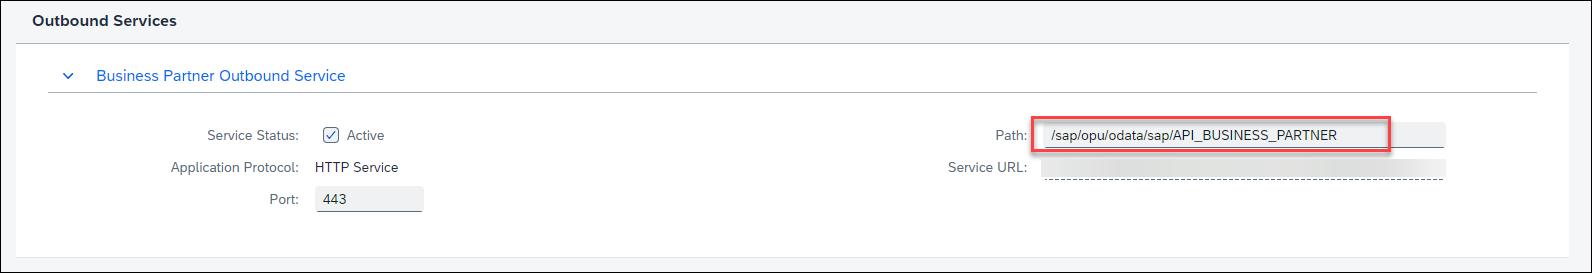 Outbound Services
Business Partner Outbound Service
Service Status: Active
Path: /sap/opu/odata/sap/API_BUSINESS_PARTNER
Application Protocol: HTTP Service
Service URL:
Port: 443